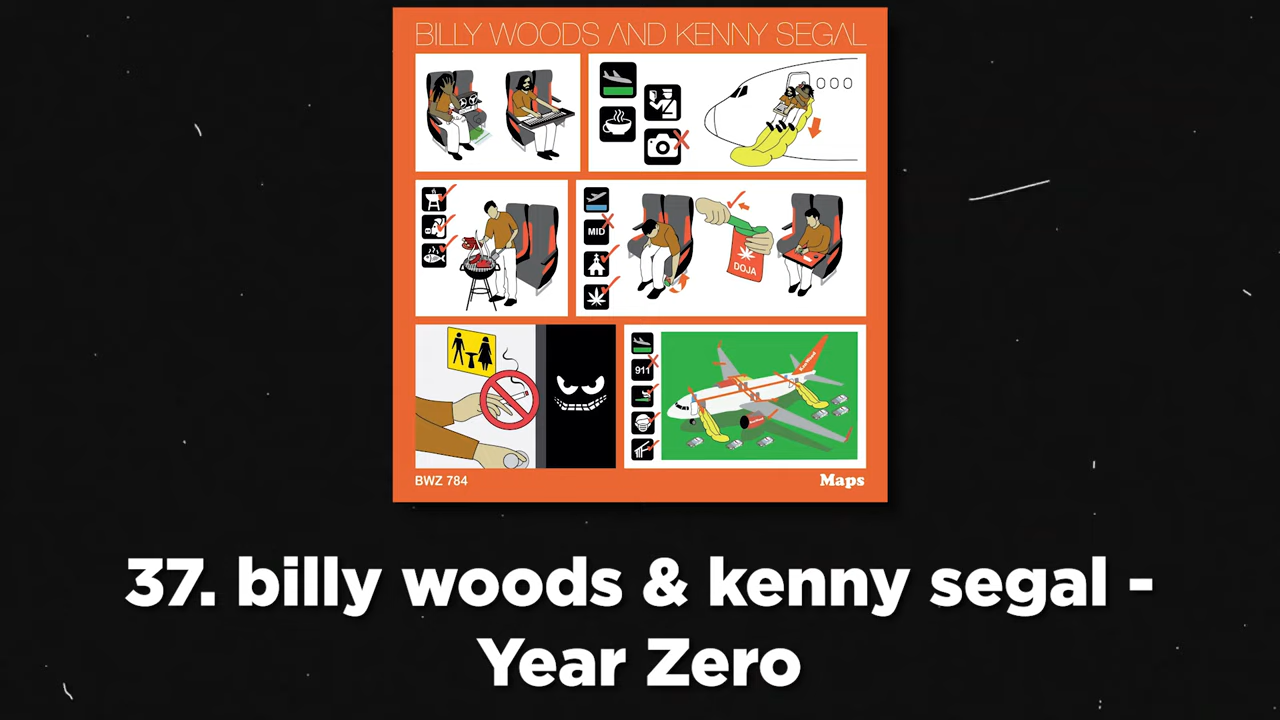 BILLY WOODS AND KENNY SEGAL
MID
DOJA
911
BWZ 784
Maps
37. billy woods & kenny segal -
Year Zero